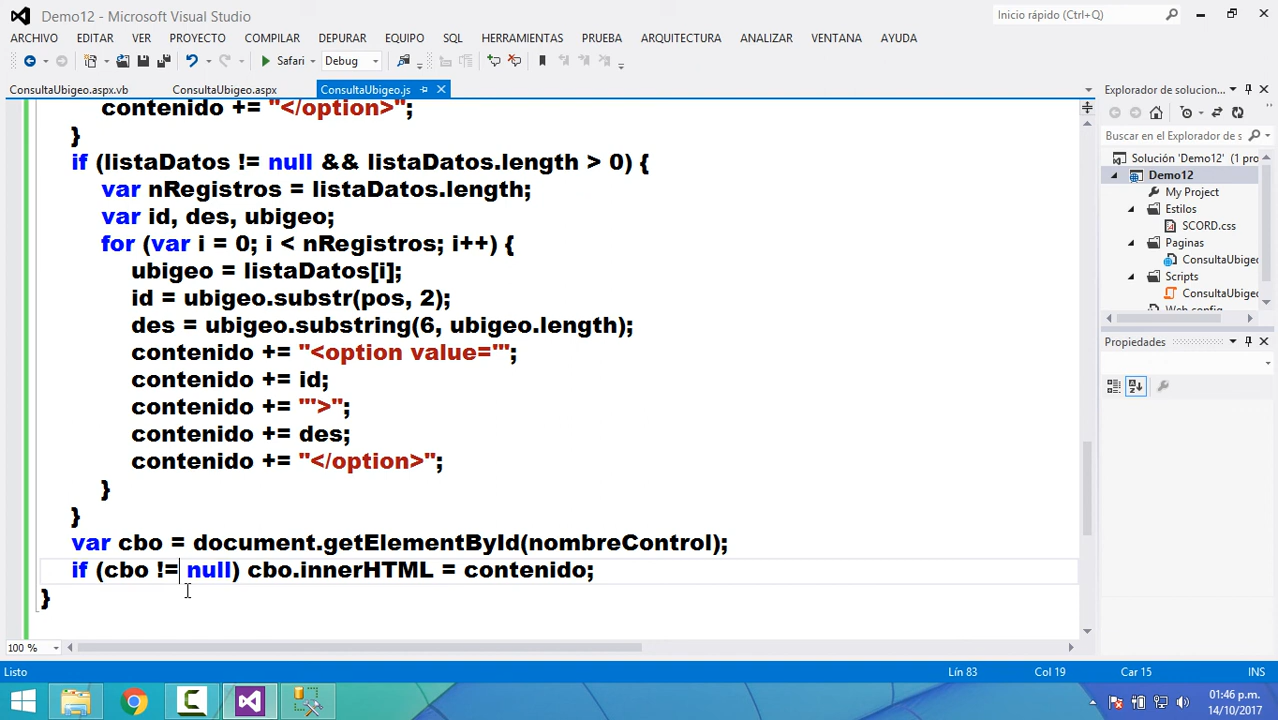 Demo12 - Microsoft Visual Studio
Inicio rápido (Ctrl+Q)
ARCHIVO EDITAR VER PROYECTO COMPILAR DEPURAR EQUIPO SQL HERRAMIENTAS PRUEBA ARQUITECTURA ANALIZAR VENTANA AYUDA
Safari Debug
ConsultaUbigeo.aspx.vb ConsultaUbigeo.aspx ConsultaUbigeo.js
contenido += "</option>";
}
if (listaDatos != null && listaDatos.length > 0) {
var nRegistros = listaDatos.length;
var id, des, ubigeo;
for (var i = 0; i < nRegistros; i++) {
ubigeo = listaDatos[i];
id = ubigeo.substr(pos, 2);
des = ubigeo.substring(6, ubigeo.length);
contenido += "<option value='";
contenido += id;
contenido += "'>";
contenido += des;
contenido += "</option>";
}
}
var cbo = document.getElementById(nombreControl);
if (cbo != null) cbo.innerHTML = contenido;
}
Explorador de solucion...
Buscar en el Explorador de s
Solución 'Demo12' (1 pro
Demo12
My Project
Estilos
SCORD.css
Paginas
ConsultaUbigeo
Scripts
ConsultaUbigeo
Web.config
Propiedades
100 %
Listo Lín 83 Col 19 Car 15 INS
01:46 p.m.
14/10/2017